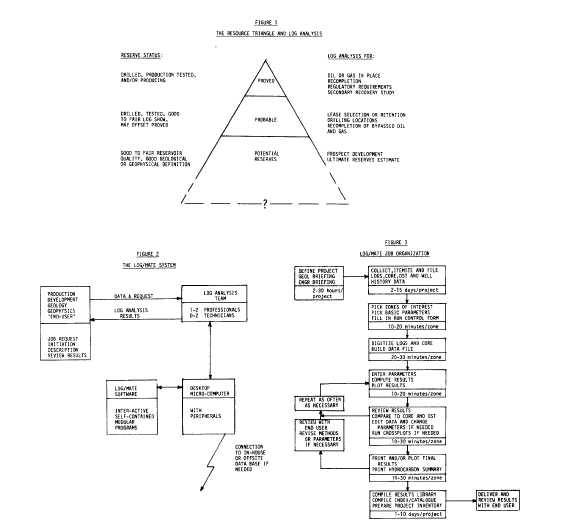 FIGURE 1
THE RESOURCE TRIANGLE AND LOG ANALYSIS
RESERVE STATUS:
LOG ANALYSIS FOR:
DRILLED, PRODUCTION TESTED,
AND/OR PRODUCING
PROVED
OIL OR GAS IN PLACE
RECOMPLETION
REGULATORY REQUIREMENTS
SECONDARY RECOVERY STUDY
DRILLED, TESTED, GOOD
TO FAIR LOG SHOW,
MAY OFFSET PROVED
PROBABLE
LEASE SELECTION OR RETENTION
DRILLING LOCATIONS
RECOMPLETION OF BYPASSED OIL
AND GAS
GOOD TO FAIR RESERVOIR
QUALITY, GOOD GEOLOGICAL
OR GEOPHYSICAL DEFINITION
POTENTIAL
RESERVES
PROSPECT DEVELOPMENT
ULTIMATE RESERVES ESTIMATE
?
FIGURE 2
THE LOG/MATE SYSTEM
PRODUCTION
DEVELOPMENT
GEOLOGY
GEOPHYSICS
"END-USER"
JOB REQUEST
INITIATION
DESCRIPTION
REVIEW RESULTS
DATA & REQUEST
LOG ANALYSIS
RESULTS
LOG ANALYSIS
TEAM
1-2 PROFESSIONALS
0-2 TECHNICIANS
LOG/MATE
SOFTWARE
INTER-ACTIVE
SELF-CONTAINED
MODULAR
PROGRAMS
DESKTOP
MICRO-COMPUTER
WITH
PERIPHERALS
CONNECTION
TO IN-HOUSE
OR OFFSITE
DATA BASE IF
NEEDED
FIGURE 3
LOG/MATE JOB ORGANIZATION
DEFINE PROJECT
GEOL BRIEFING
ENGR BRIEFING
2-30 hours/
project
COLLECT, ITEMIZE AND FILE
LOGS, CORE, DST AND WELL
HISTORY DATA
2-15 days/project
PICK ZONES OF INTEREST
PICK BASIC PARAMETERS
FILL IN RUN CONTROL FORM
10-20 minutes/zone
DIGITIZE LOGS AND CORE
BUILD DATA FILE
20-30 minutes/zone
ENTER PARAMETERS
COMPUTE RESULTS
PLOT RESULTS
10-20 minutes/zone
REPEAT AS OFTEN
AS NECESSARY
REVIEW RESULTS
COMPARE TO CORE AND DST
EDIT DATA AND CHANGE
PARAMETERS IF NEEDED
RUN CROSSPLOTS IF NEEDED
10-30 minutes/zone
REVIEW WITH
END USER
REVISE METHODS
OR PARAMETERS
IF NECESSARY
PRINT AND/OR PLOT FINAL
RESULTS
PRINT HYDROCARBON SUMMARY
10-30 minutes/zone
COMPILE RESULTS LIBRARY
COMPILE INDEX/CATALOGUE
PREPARE PROJECT INVENTORY
1-10 days/project
DELIVER AND
REVIEW RESULTS
WITH END USER